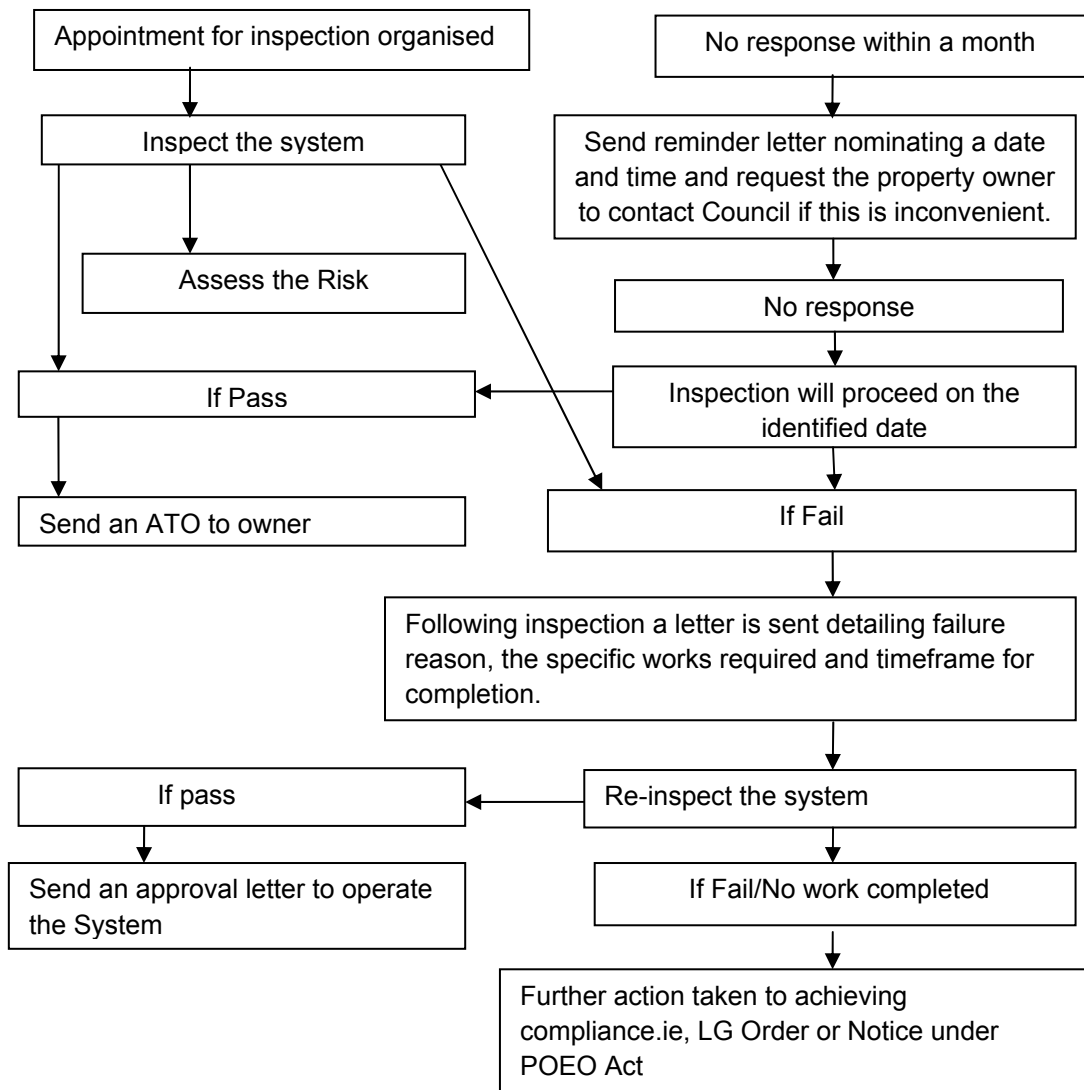 Appointment for inspection organised
No response within a month
Inspect the system
Send reminder letter nominating a date
and time and request the property owner
to contact Council if this is inconvenient.
Assess the Risk
No response
If Pass
Inspection will proceed on the
identified date
Send an ATO to owner
If Fail
Following inspection a letter is sent detailing failure
reason, the specific works required and timeframe for
completion.
If pass
Re-inspect the system
Send an approval letter to operate
the System
If Fail/No work completed
Further action taken to achieving
compliance.ie, LG Order or Notice under
POEO Act